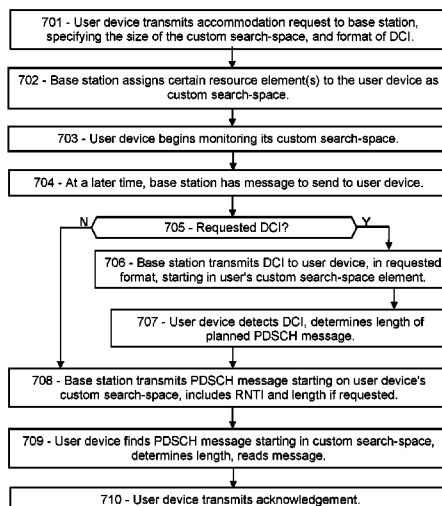 701 - User device transmits accommodation request to base station,
specifying the size of the custom search-space, and format of DCI.
702 - Base station assigns certain resource element(s) to the user device as
custom search-space.
703 - User device begins monitoring its custom search-space.
704 - At a later time, base station has message to send to user device.
N
705 - Requested DCI?
Y
706 - Base station transmits DCI to user device, in requested
format, starting in user's custom search-space element.
707 - User device detects DCI, determines length of
planned PDSCH message.
708 - Base station transmits PDSCH message starting on user device's
custom search-space, includes RNTI and length if requested.
709 - User device finds PDSCH message starting in custom search-space,
determines length, reads message.
710 - User device transmits acknowledgement.